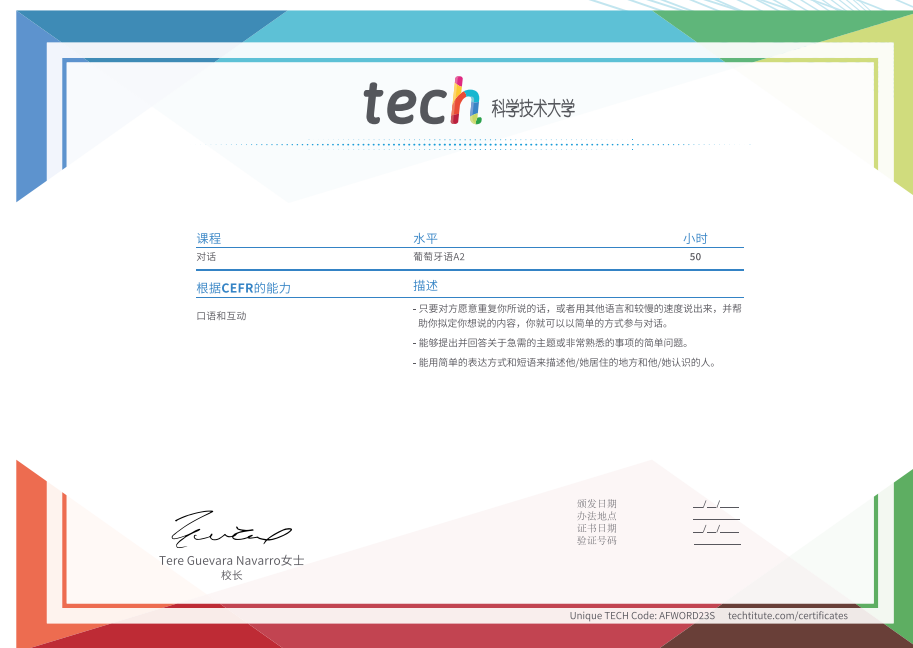 tech 科学技术大学
课程 水平 小时
对话 葡萄牙语A2 50
根据CEFR的能力 描述
口语和互动
- 只要对方愿意重复你所说的话，或者用其他语言和较慢的速度说出来，并帮
助你拟定你想说的内容，你就可以以简单的方式参与对话。
- 能够提出并回答关于急需的主题或非常熟悉的事项的简单问题。
- 能用简单的表达方式和短语来描述他/她居住的地方和他/她认识的人。
颁发日期 __/__/___
办法地点 ________
证书日期 __/__/___
验证号码 ________
Tere Guevara Navarro女士
校长
Unique TECH Code: AFWORD23S techtitute.com/certificates